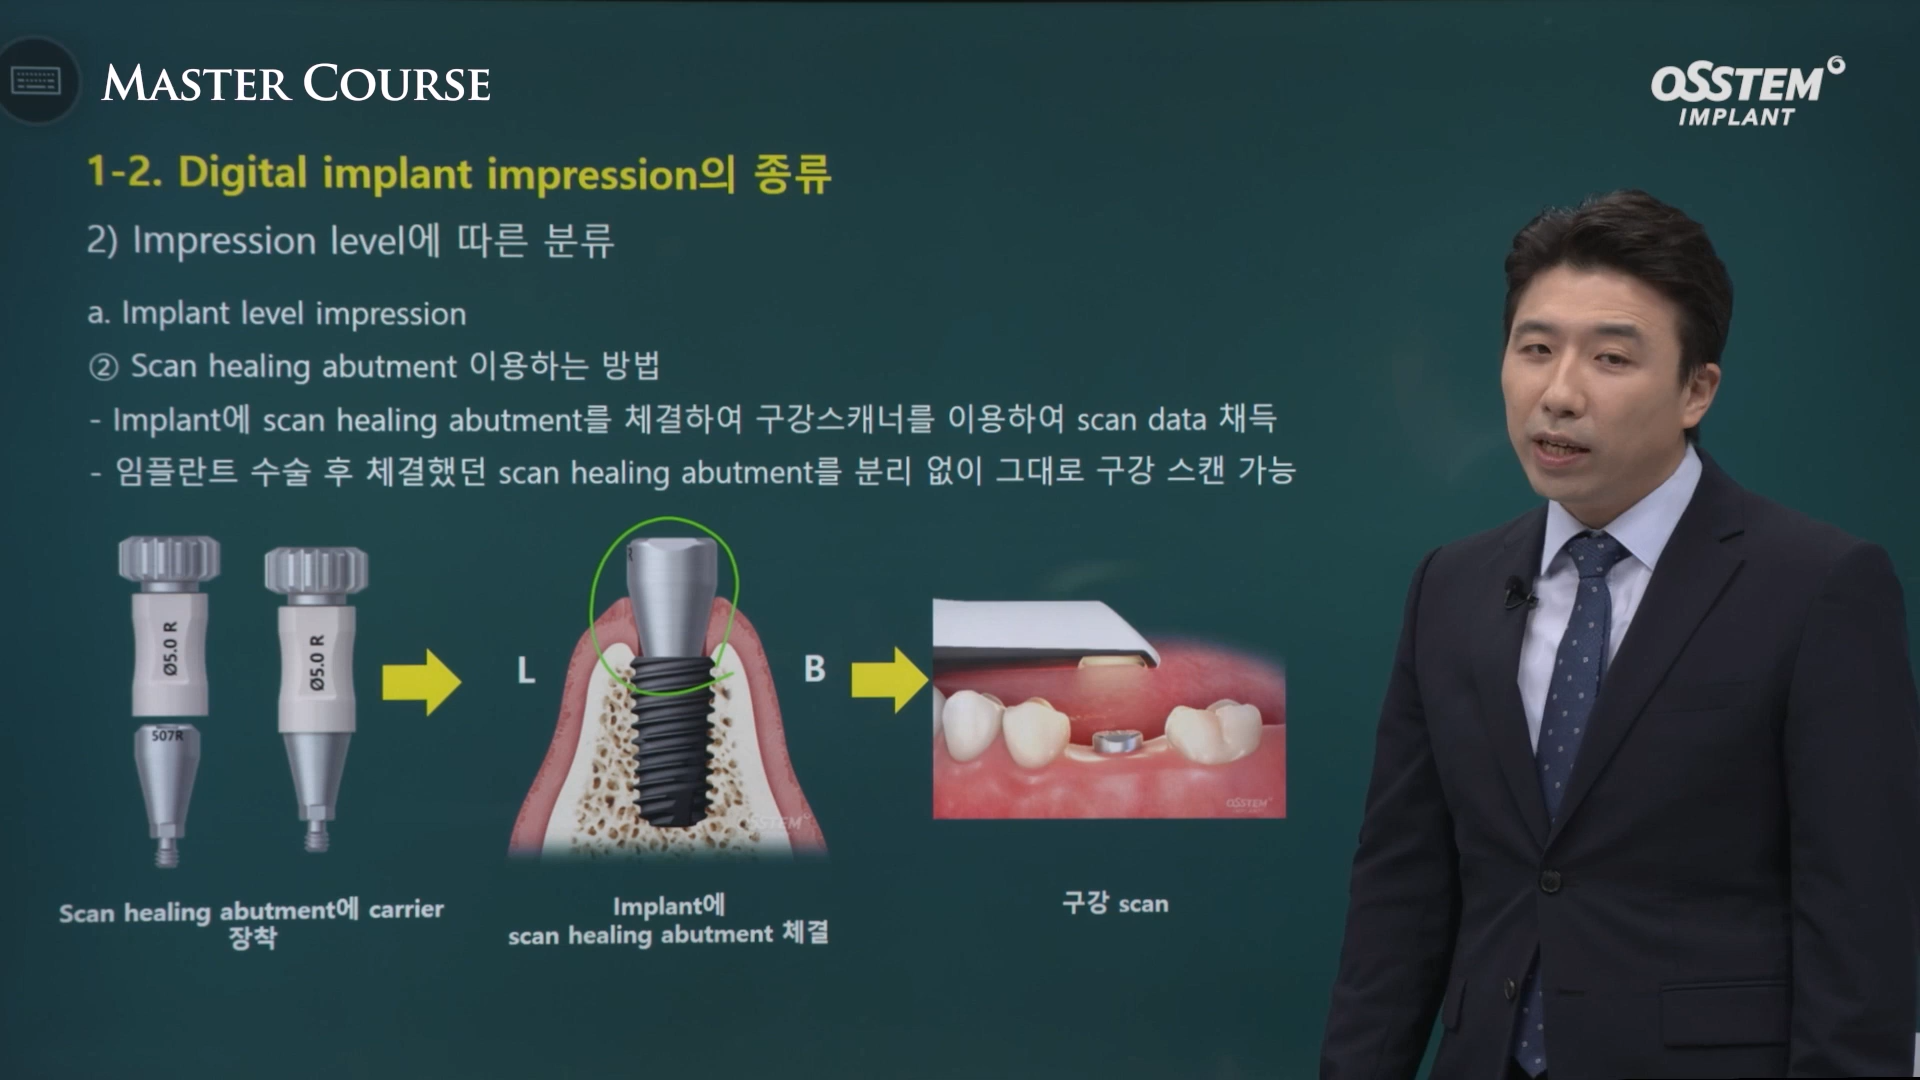 MASTER COURSE
OSSTEM
IMPLANT
1-2. Digital implant impression의 종류
2) Impression level에 따른 분류
a. Implant level impression
② Scan healing abutment 이용하는 방법
- Implant에 scan healing abutment를 체결하여 구강스캐너를 이용하여 scan data 채득
- 임플란트 수술 후 체결했던 scan healing abutment를 분리 없이 그대로 구강 스캔 가능
Ø5.0 R
Ø5.0 R
507R
R
L
B
OSSTEM
OSSTEM
Scan healing abutment에 carrier
장착
Implant에
scan healing abutment 체결
구강 scan